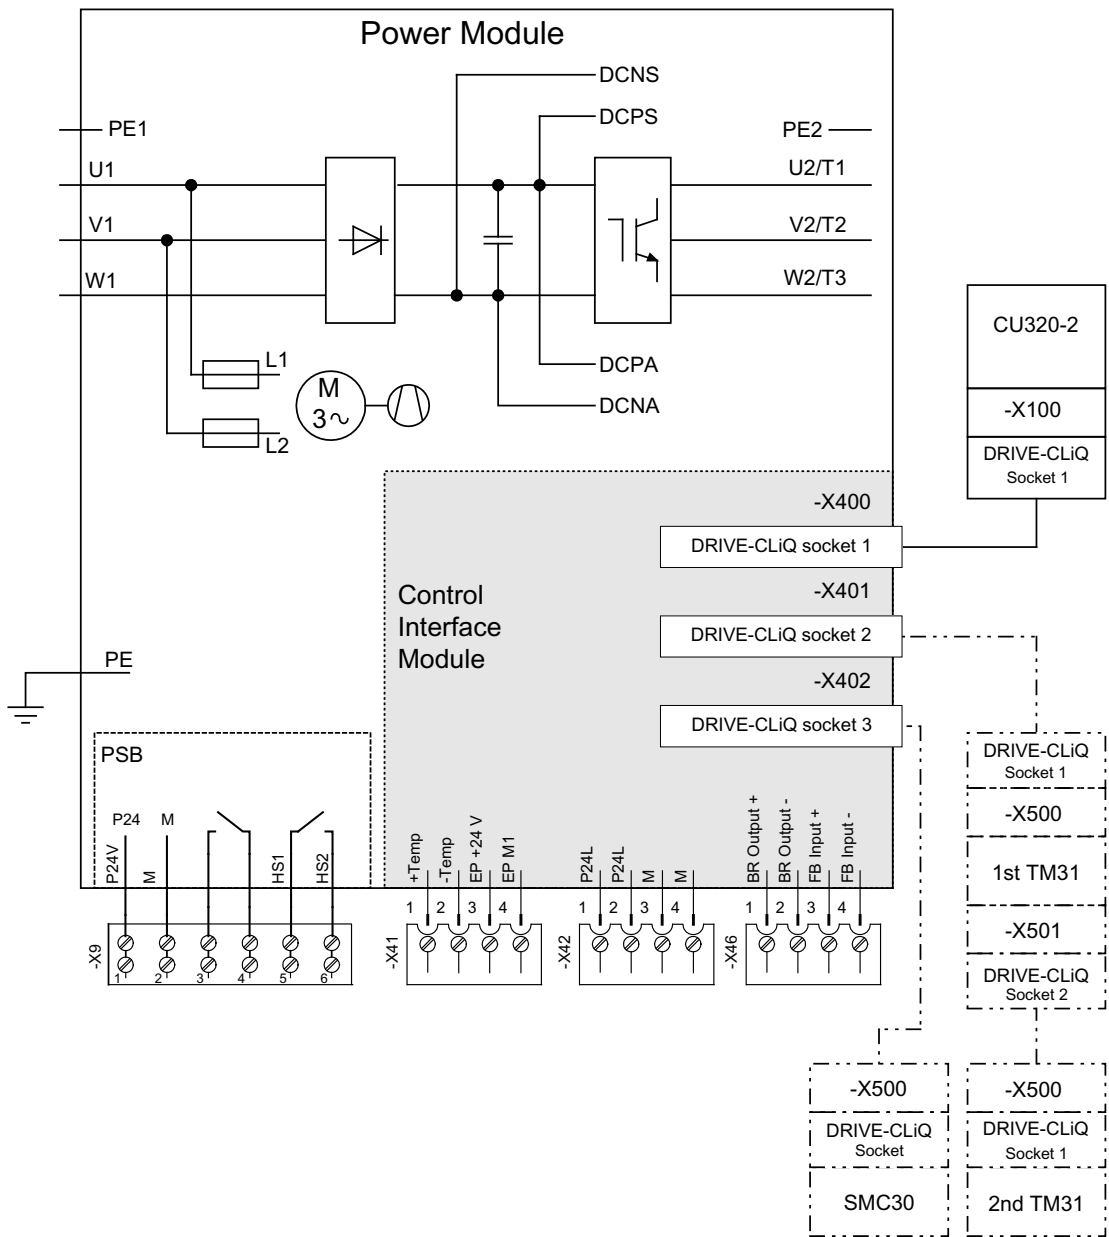 Power Module
DCNS
DCPS
PE1
PE2
U1
U2/T1
V1
V2/T2
W1
W2/T3
CU320-2
L1
DCPA
M
3∿
DCNA
-X100
L2
DRIVE-CLiQ
Socket 1
-X400
DRIVE-CLiQ socket 1
Control
Interface
Module
-X401
DRIVE-CLiQ socket 2
PE
-X402
DRIVE-CLiQ socket 3
PSB
DRIVE-CLiQ
Socket 1
-X500
1st TM31
-X501
DRIVE-CLiQ
Socket 2
P24
M
P24V
M
HS1
HS2
+Temp
-Temp
EP +24 V
EP M1
P24L
P24L
M
M
BR Output +
BR Output -
FB Input +
FB Input -
-X9
1
2
3
4
5
6
-X41
1
2
3
4
-X42
1
2
3
4
-X46
1
2
3
4
-X500
DRIVE-CLiQ
Socket
SMC30
-X500
DRIVE-CLiQ
Socket 1
2nd TM31